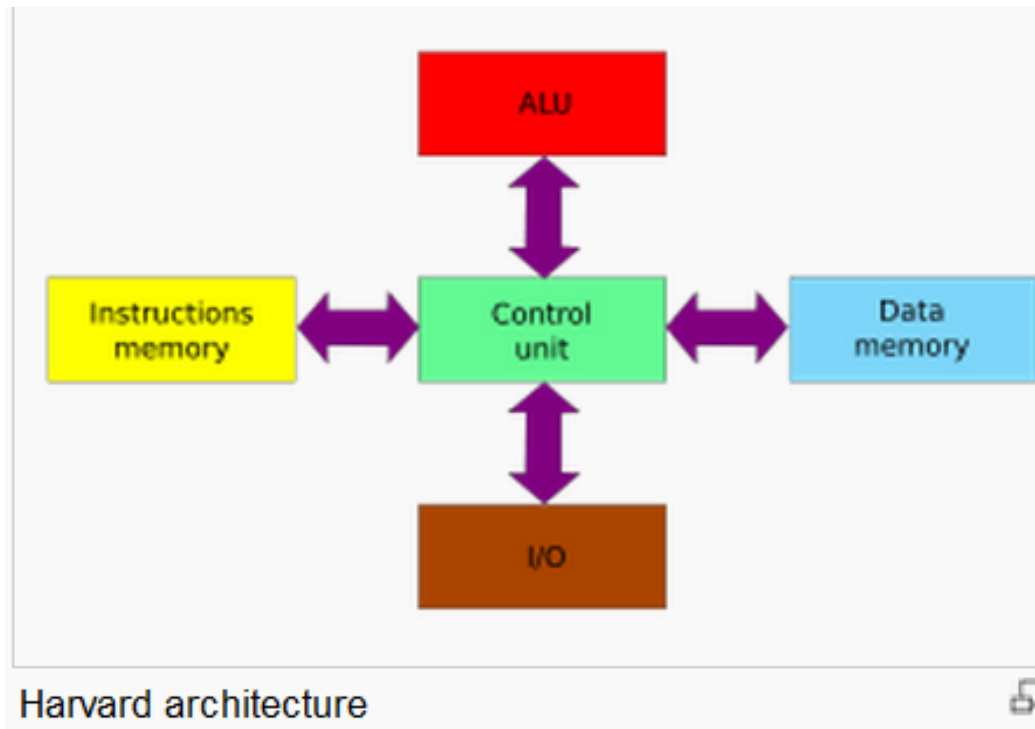 ALU
Instructions
memory
Control
unit
Data
memory
I/O
Harvard architecture